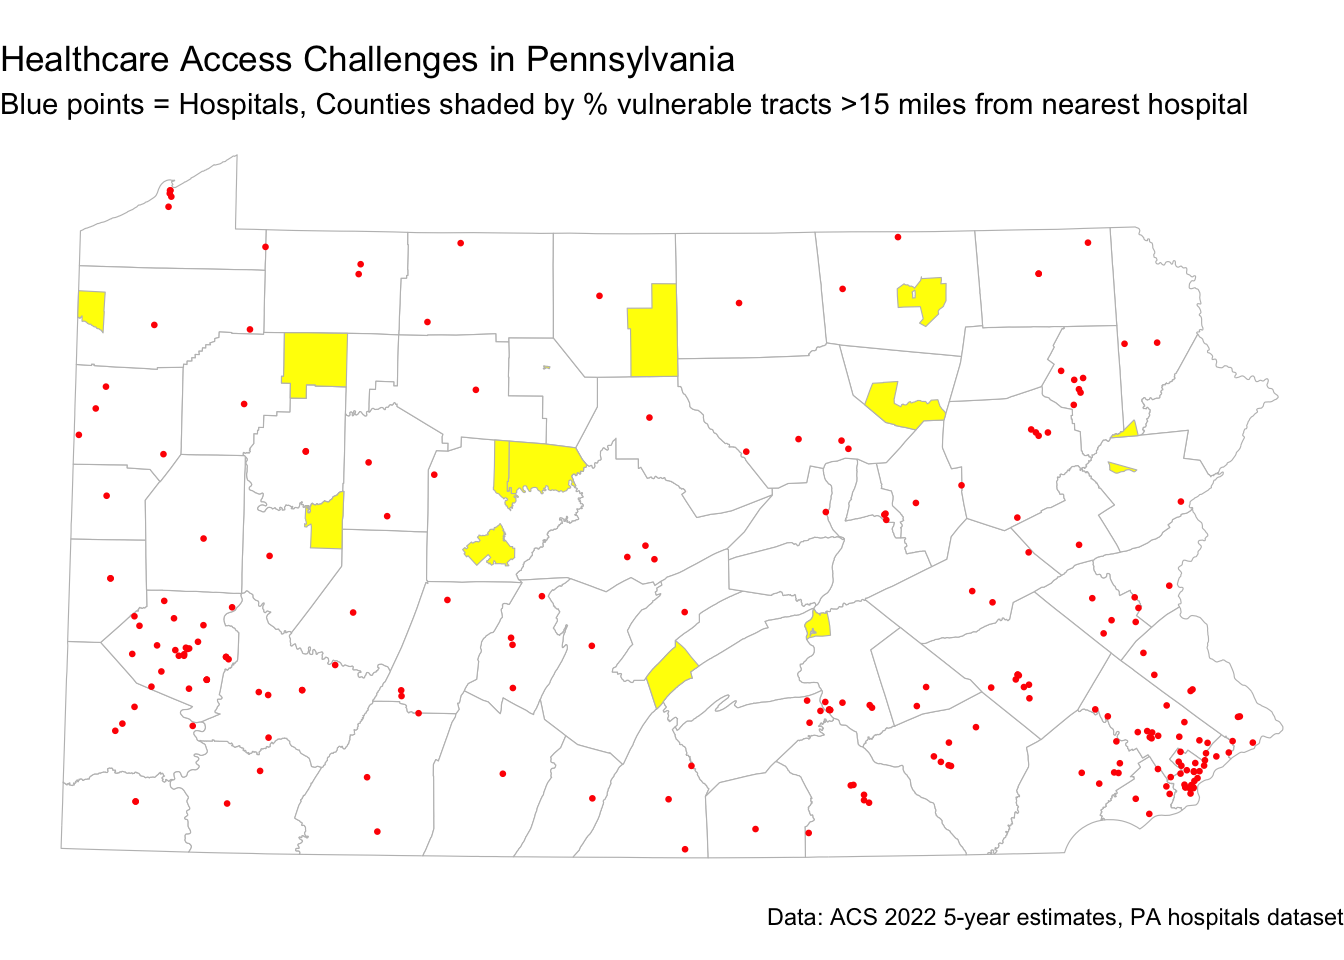 Healthcare Access Challenges in Pennsylvania
Blue points = Hospitals, Counties shaded by % vulnerable tracts >15 miles from nearest hospital
Data: ACS 2022 5-year estimates, PA hospitals dataset